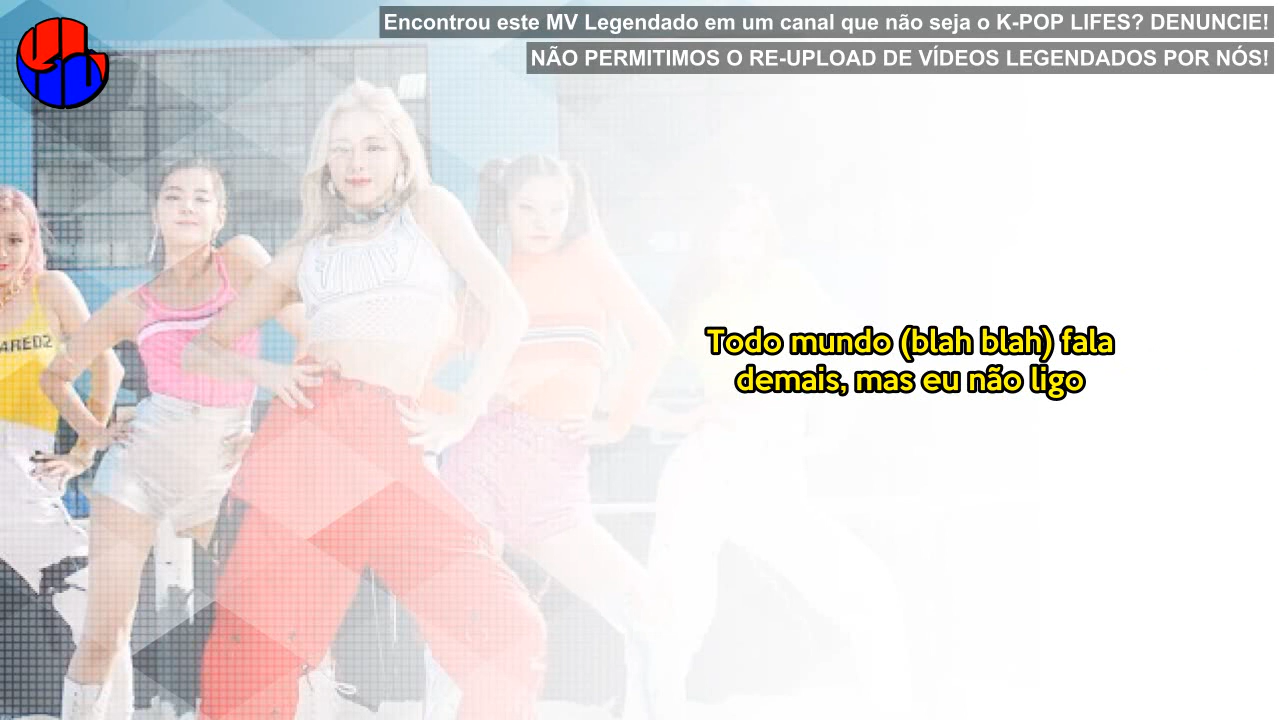 Encontrou este MV Legendado em um canal que não seja o K-POP LIFES? DENUNCIE!
NÃO PERMITIMOS O RE-UPLOAD DE VÍDEOS LEGENDADOS POR NÓS!
Todo mundo (blah blah) fala
demais, mas eu não ligo